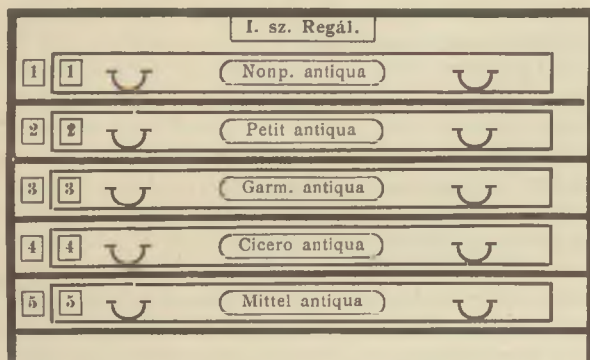 I. sz. Regál.
1 1 Nonp. antiqua
2 2 Petit antiqua
3 3 Garm. antiqua
4 4 Cicero antiqua
5 5 Mittel antiqua